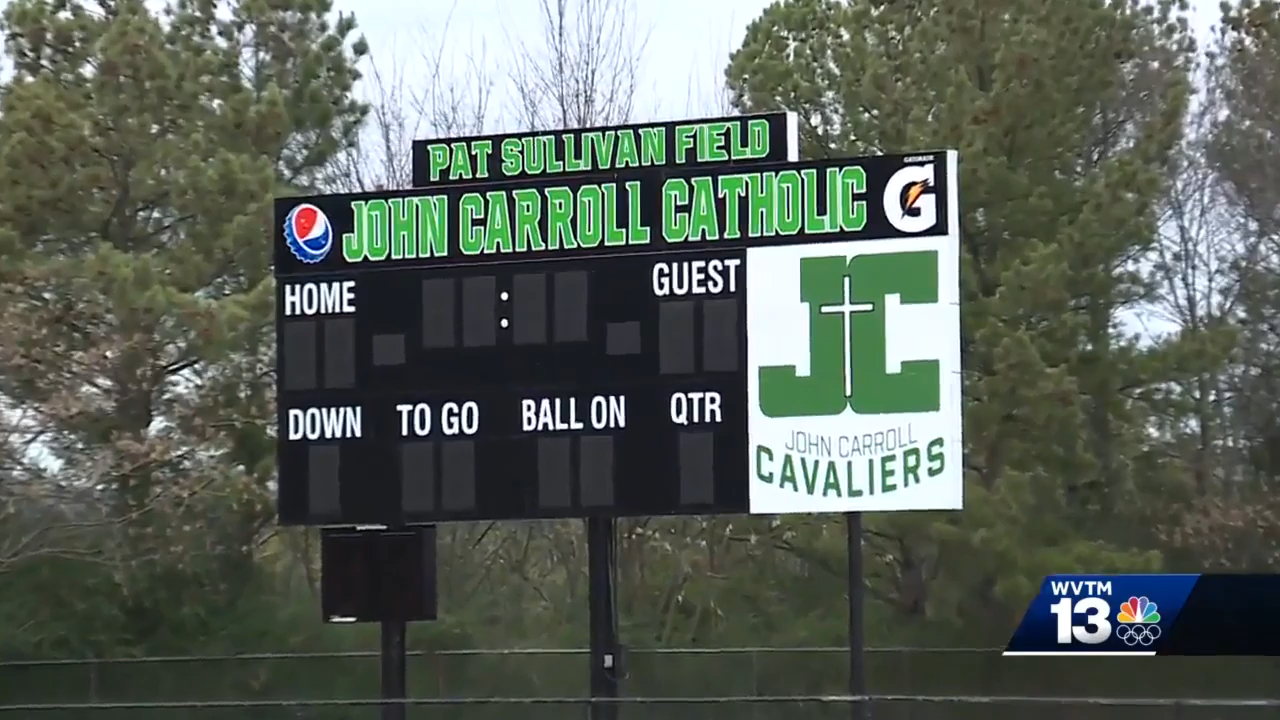 PAT SULLIVAN FIELD
JOHN CARROLL CATHOLIC
GATORADE
G
HOME
:
GUEST
DOWN TO GO BALL ON QTR
JC
JOHN CARROLL
CAVALIERS
WVTM
13